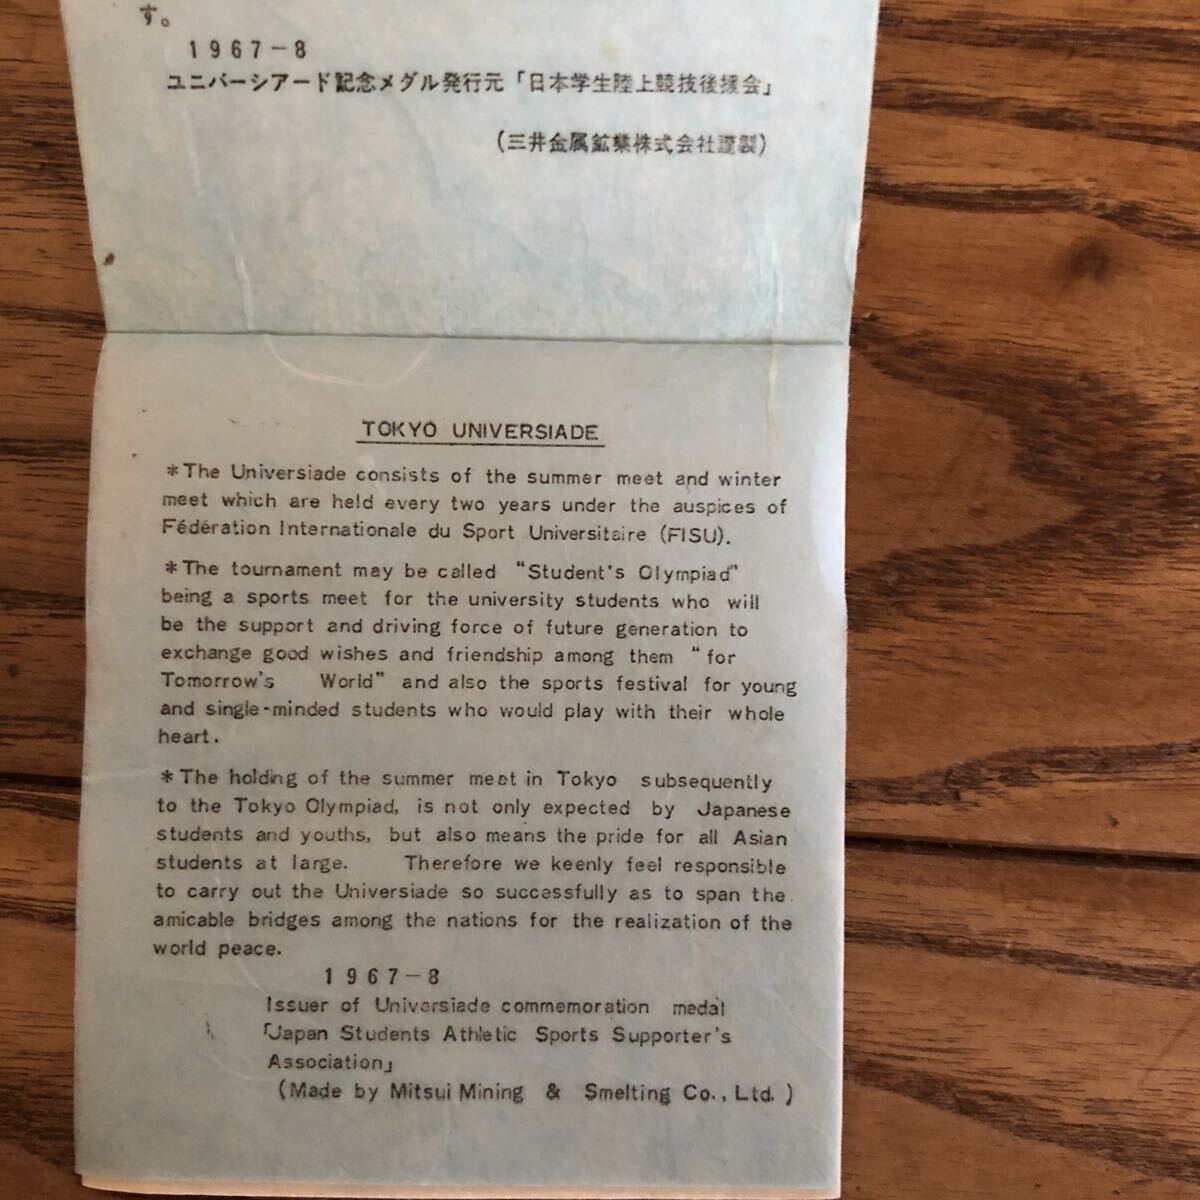 す。
1967-8
ユニバーシアード記念メダル発行元「日本学生陸上競技後援会」
(三井金属鉱業株式会社謹製)
TOKYO UNIVERSIADE
*The Universiade consists of the summer meet and winter
meet which are held every two years under the auspices of
Fédération Internationale du Sport Universitaire (FISU).
*The tournament may be called "Student's Olympiad"
being a sports meet for the university students who will
be the support and driving force of future generation to
exchange good wishes and friendship among them "for
Tomorrow's World" and also the sports festival for young
and single-minded students who would play with their whole
heart.
*The holding of the summer meet in Tokyo subsequently
to the Tokyo Olympiad, is not only expected by Japanese
students and youths, but also means the pride for all Asian
students at large. Therefore we keenly feel responsible
to carry out the Universiade so successfully as to span the
amicable bridges among the nations for the realization of the
world peace.
1967-8
Issuer of Universiade commemoration medal
「Japan Students Athletic Sports Supporter's
Association」
(Made by Mitsui Mining & Smelting Co., Ltd.)